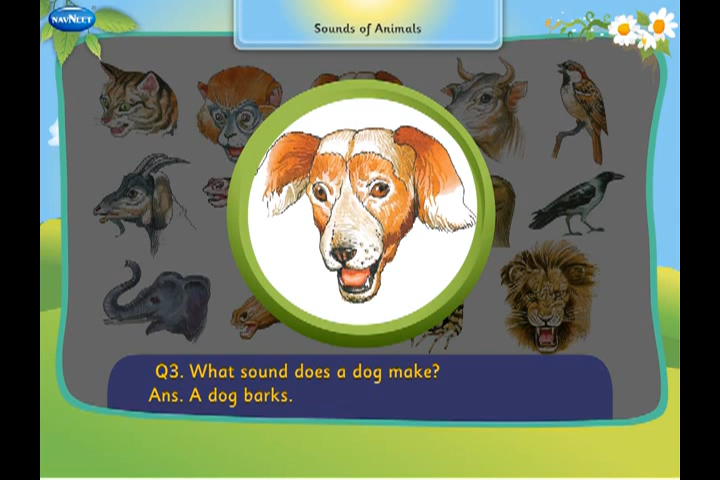 NAVNEET
Sounds of Animals
Q3. What sound does a dog make?
Ans. A dog barks.